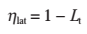 η_lat = 1 − L_t